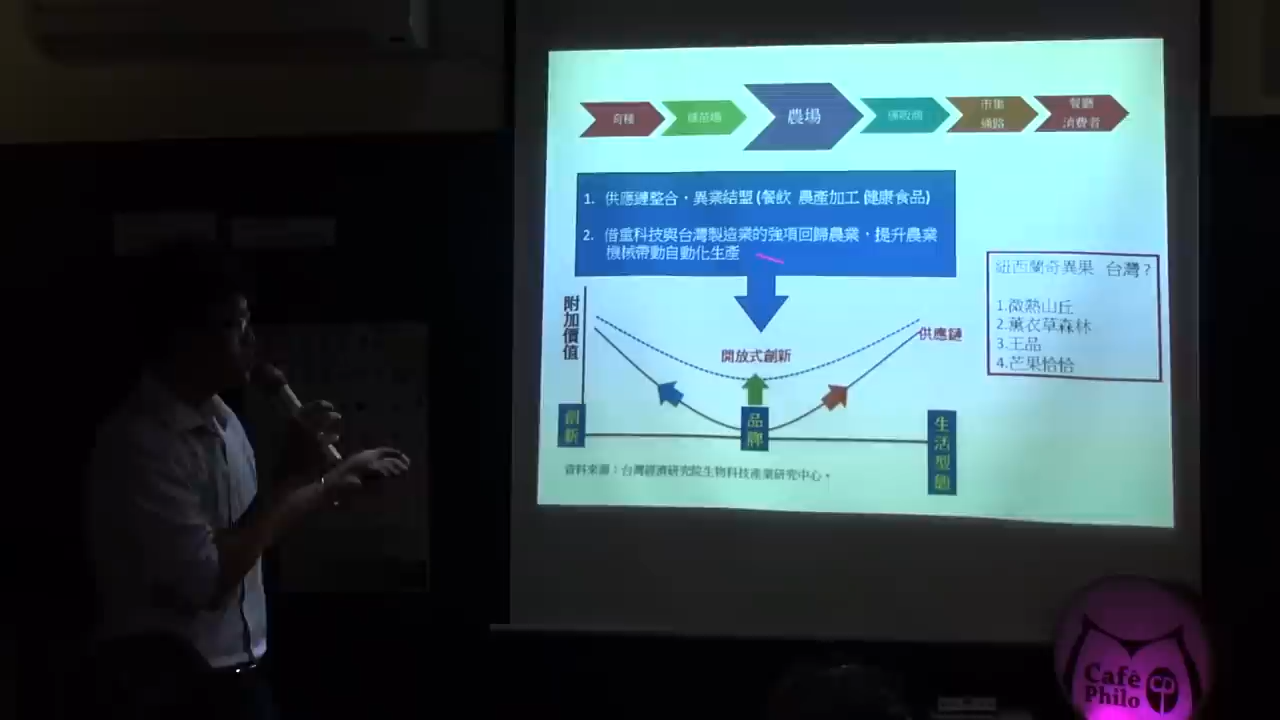 育種
種苗場
農場
販商
市集
通路
餐廳
消費者
1. 供應鏈整合，異業結盟 (餐飲 農產加工 健康食品)
2. 借重科技與台灣製造業的強項回歸農業，提升農業
機械帶動自動化生產
紐西蘭奇異果 台灣？
1.微熱山丘
2.薰衣草森林
3.王品
4.芒果恰恰
附加價值
開放式創新
供應鏈
創新
品牌
生活型態
資料來源：台灣經濟研究院生物科技產業研究中心。
Café
Philo